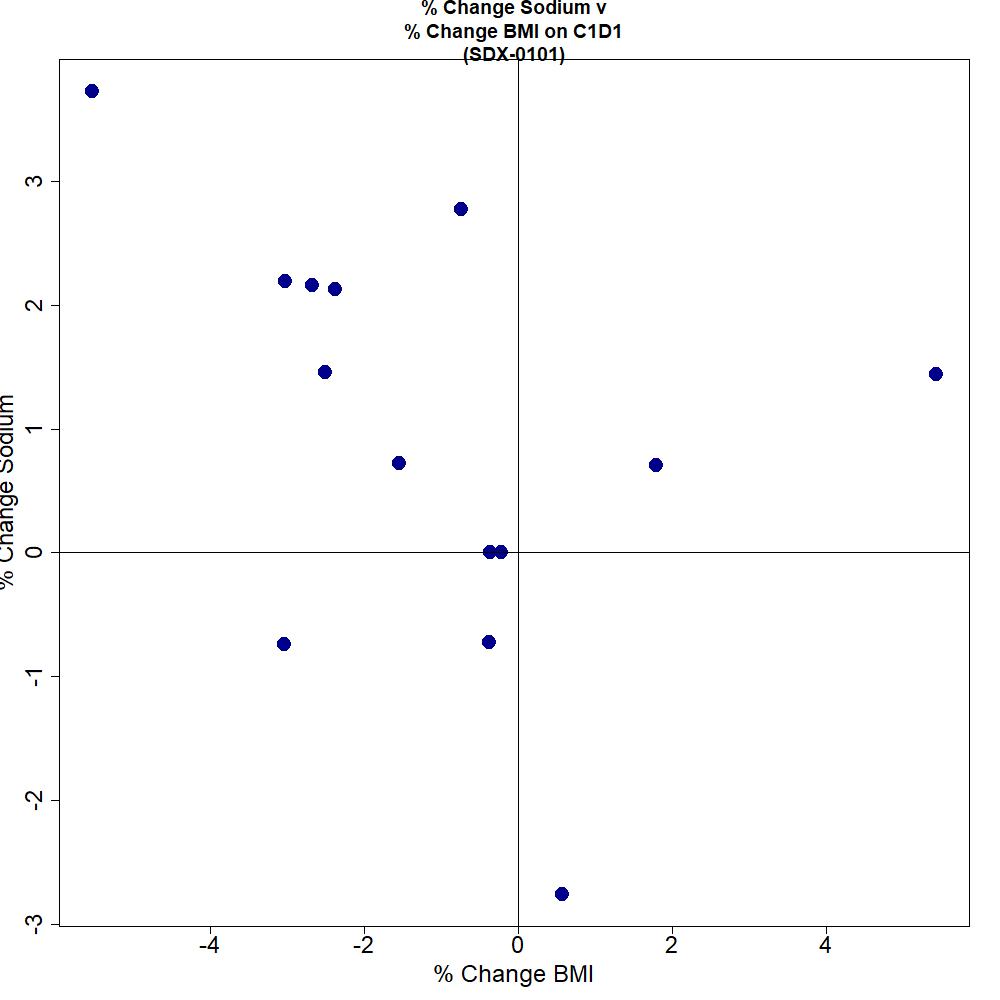 % Change Sodium v
% Change BMI on C1D1
(SDX-0101)
3
2
1
0
-1
-2
-3
% Change Sodium
-4
-2
0
2
4
% Change BMI